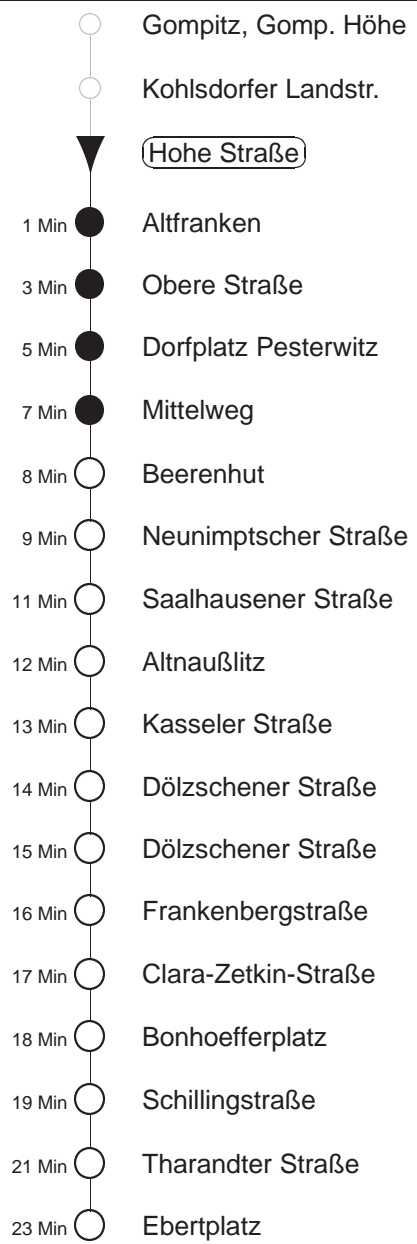 Gompitz, Gomp. Höhe
Kohlsdorfer Landstr.
Hohe Straße
1 Min Altfranken
3 Min Obere Straße
5 Min Dorfplatz Pesterwitz
7 Min Mittelweg
8 Min Beerenhut
9 Min Neunimptscher Straße
11 Min Saalhausener Straße
12 Min Altnaußlitz
13 Min Kasseler Straße
14 Min Dölzschener Straße
15 Min Dölzschener Straße
16 Min Frankenbergstraße
17 Min Clara-Zetkin-Straße
18 Min Bonhoefferplatz
19 Min Schillingstraße
21 Min Tharandter Straße
23 Min Ebertplatz